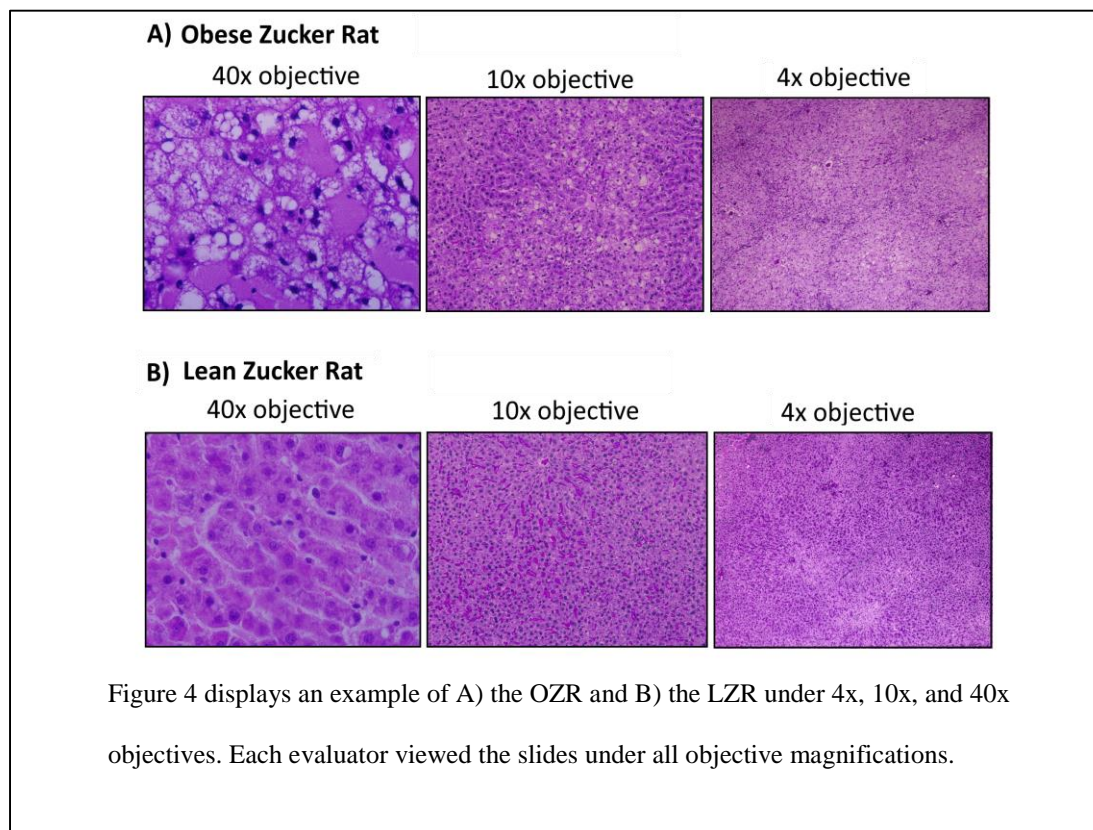 A) Obese Zucker Rat
40x objective
10x objective
4x objective
B) Lean Zucker Rat
40x objective
10x objective
4x objective
Figure 4 displays an example of A) the OZR and B) the LZR under 4x, 10x, and 40x
objectives. Each evaluator viewed the slides under all objective magnifications.